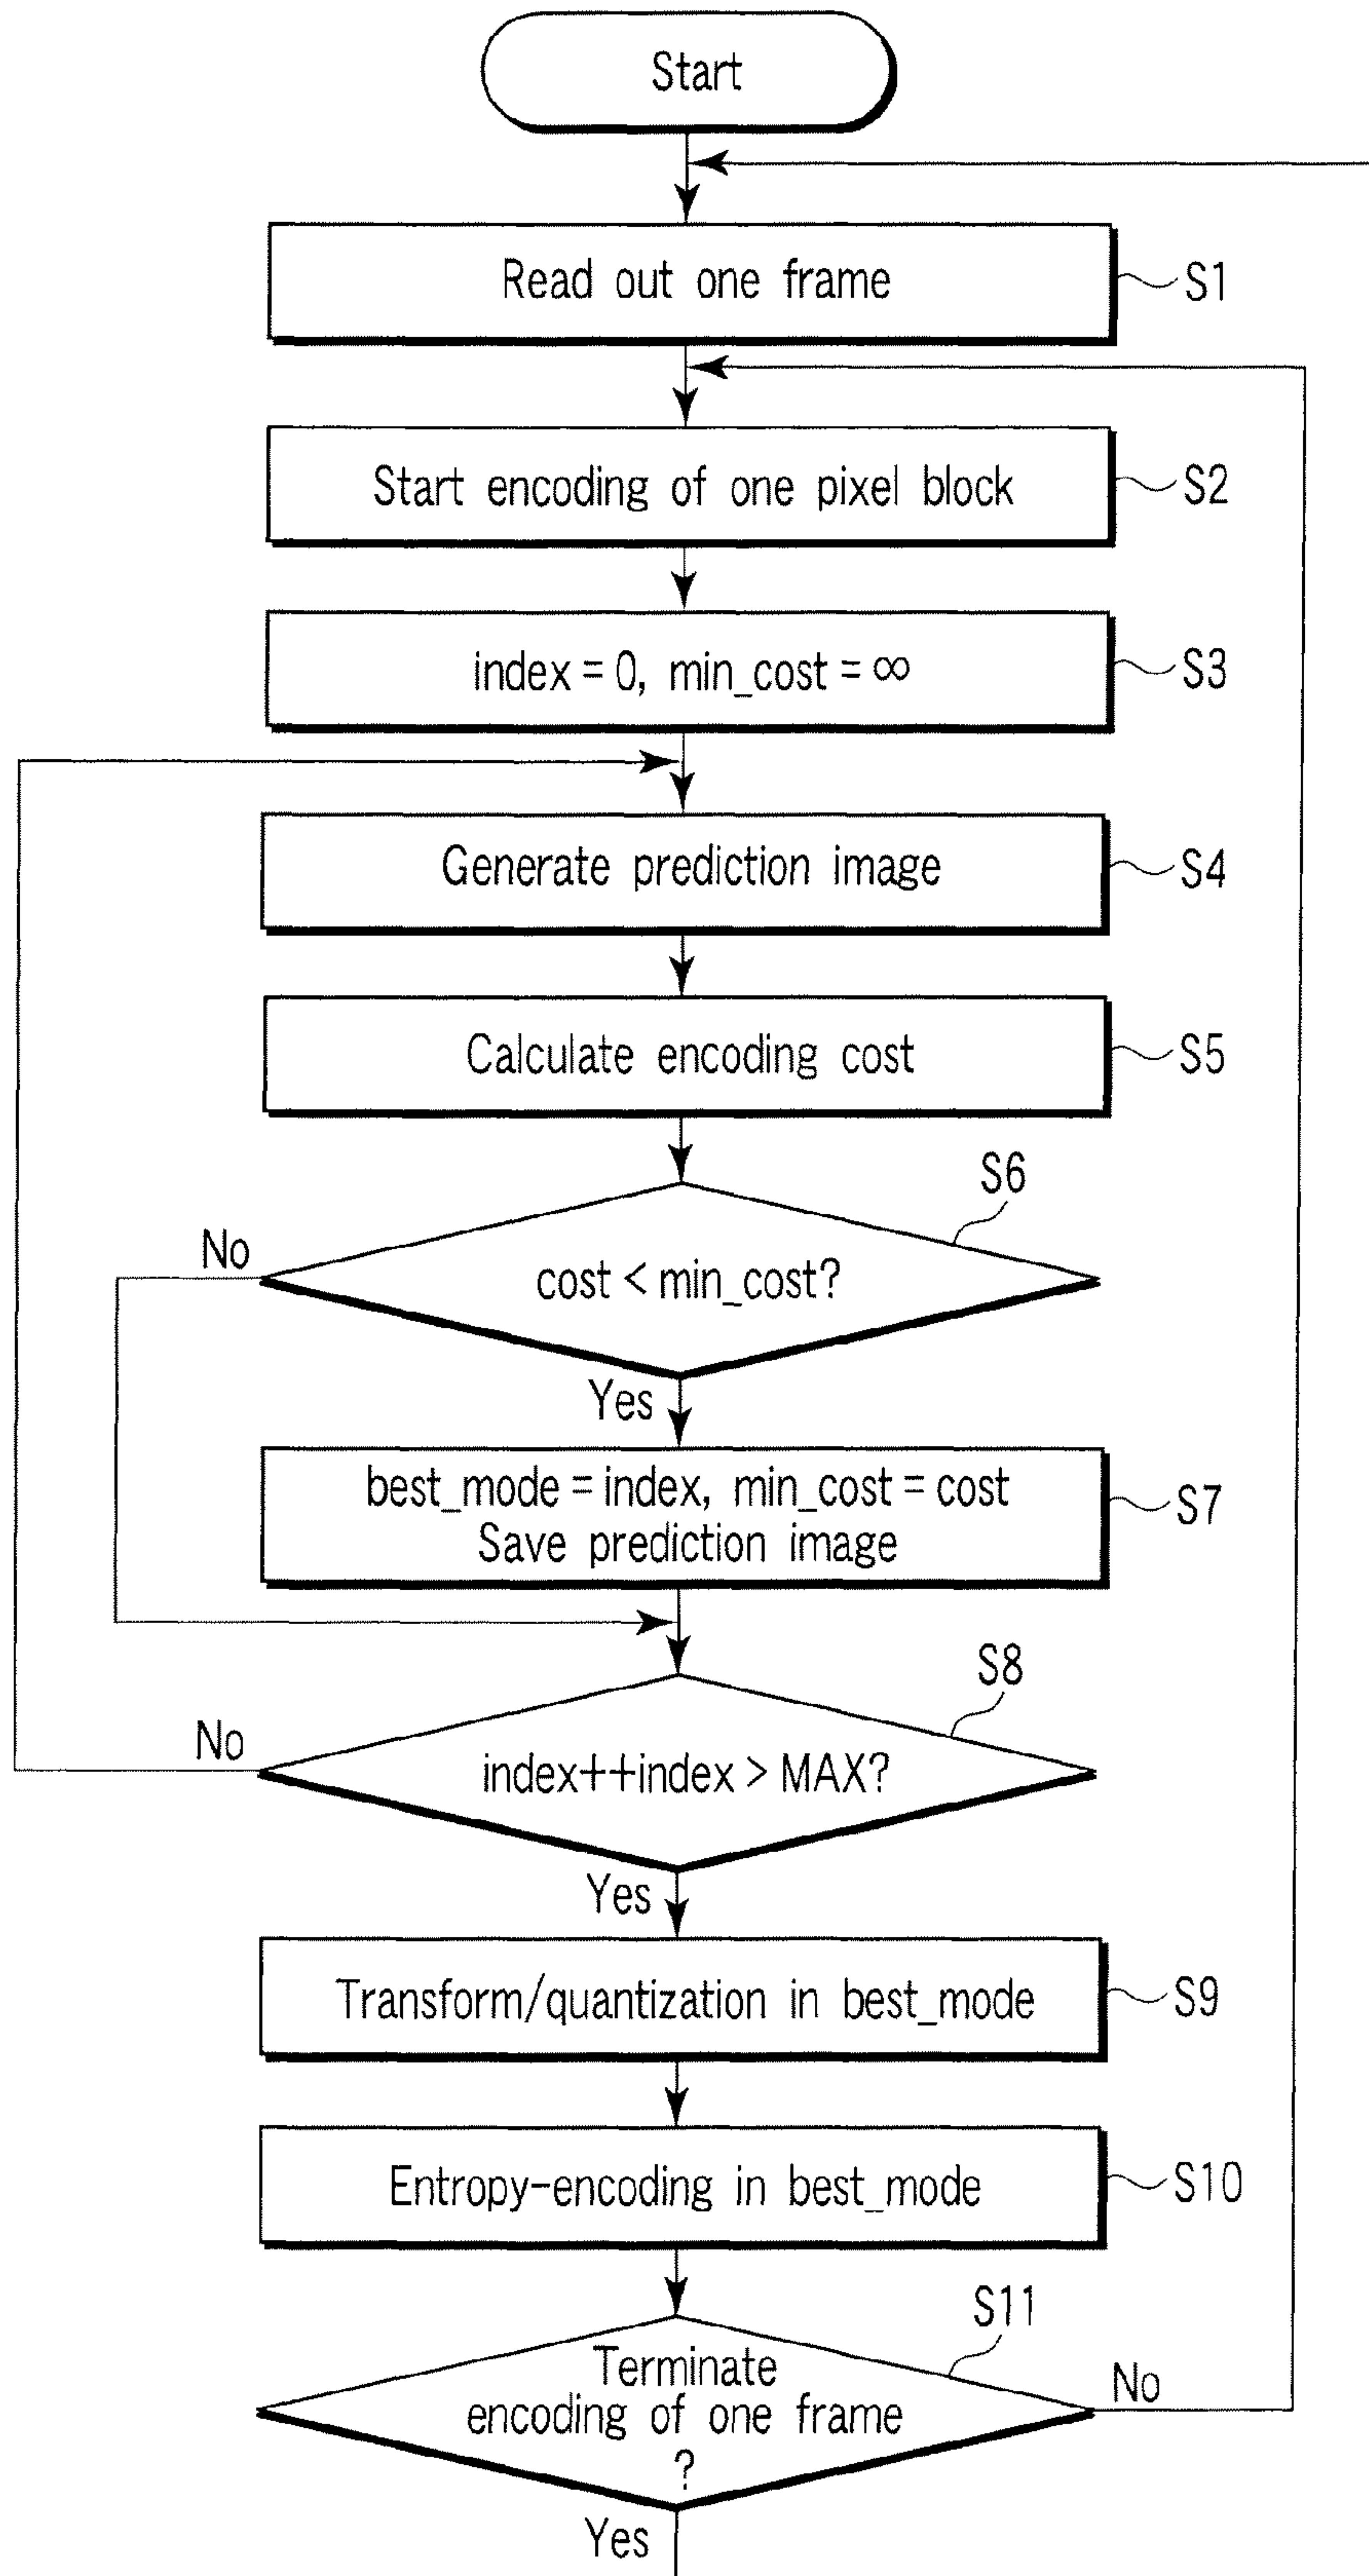 Start
Read out one frame
S1
Start encoding of one pixel block
S2
index = 0, min_cost = ∞
S3
Generate prediction image
S4
Calculate encoding cost
S5
S6
No
cost < min_cost?
Yes
best_mode = index, min_cost = cost
Save prediction image
S7
S8
No
index++index > MAX?
Yes
Transform/quantization in best_mode
S9
Entropy-encoding in best_mode
S10
S11
Terminate
encoding of one frame
?
No
Yes